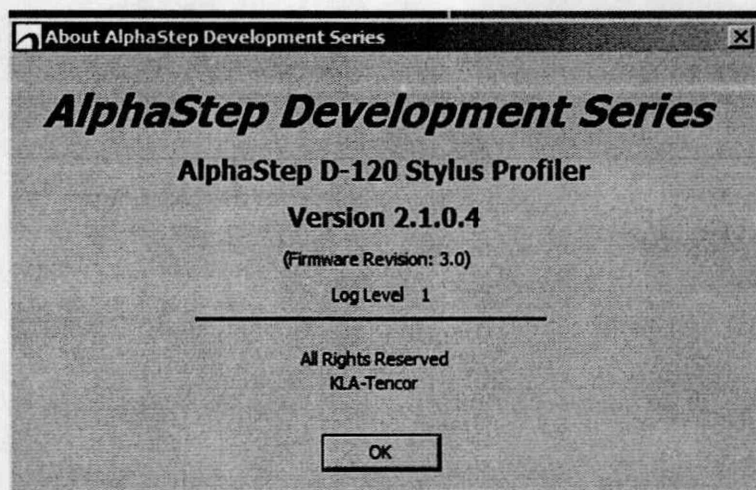 About AlphaStep Development Series
AlphaStep Development Series
AlphaStep D-120 Stylus Profiler
Version 2.1.0.4
(Firmware Revision: 3.0)
Log Level 1
All Rights Reserved
KLA-Tencor
OK